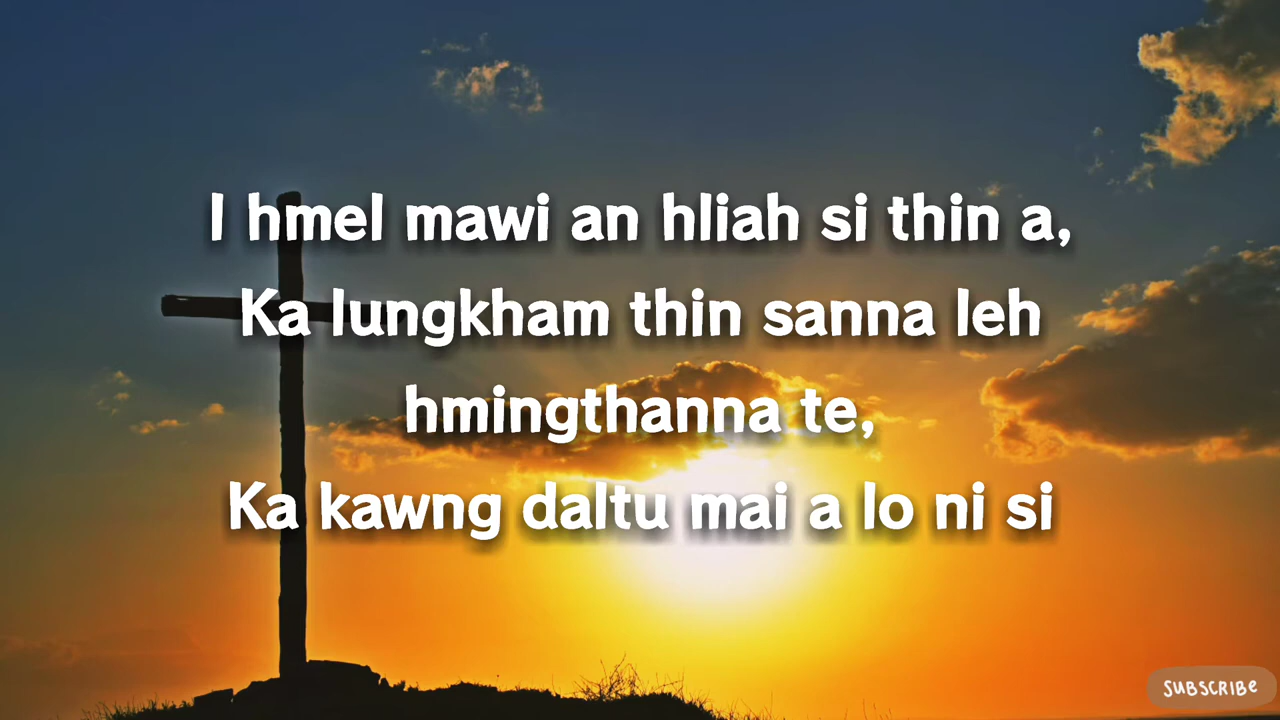 I hmel mawi an hliah si thin a,
Ka lungkham thin sanna leh
hmingthanna te,
Ka kawng daltu mai a lo ni si
SUBSCRIBE